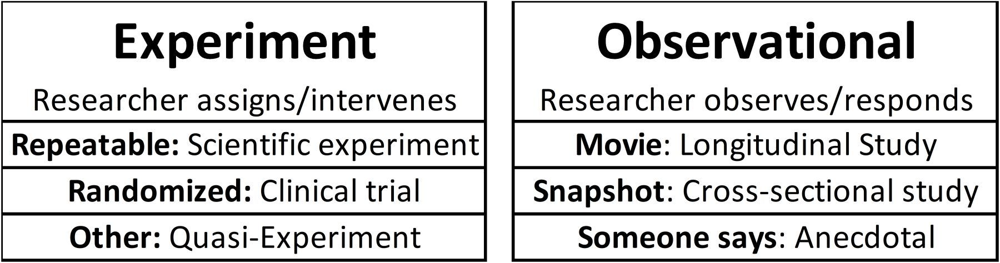 Experiment
Researcher assigns/intervenes
Repeatable: Scientific experiment
Randomized: Clinical trial
Other: Quasi-Experiment
Observational
Researcher observes/responds
Movie: Longitudinal Study
Snapshot: Cross-sectional study
Someone says: Anecdotal